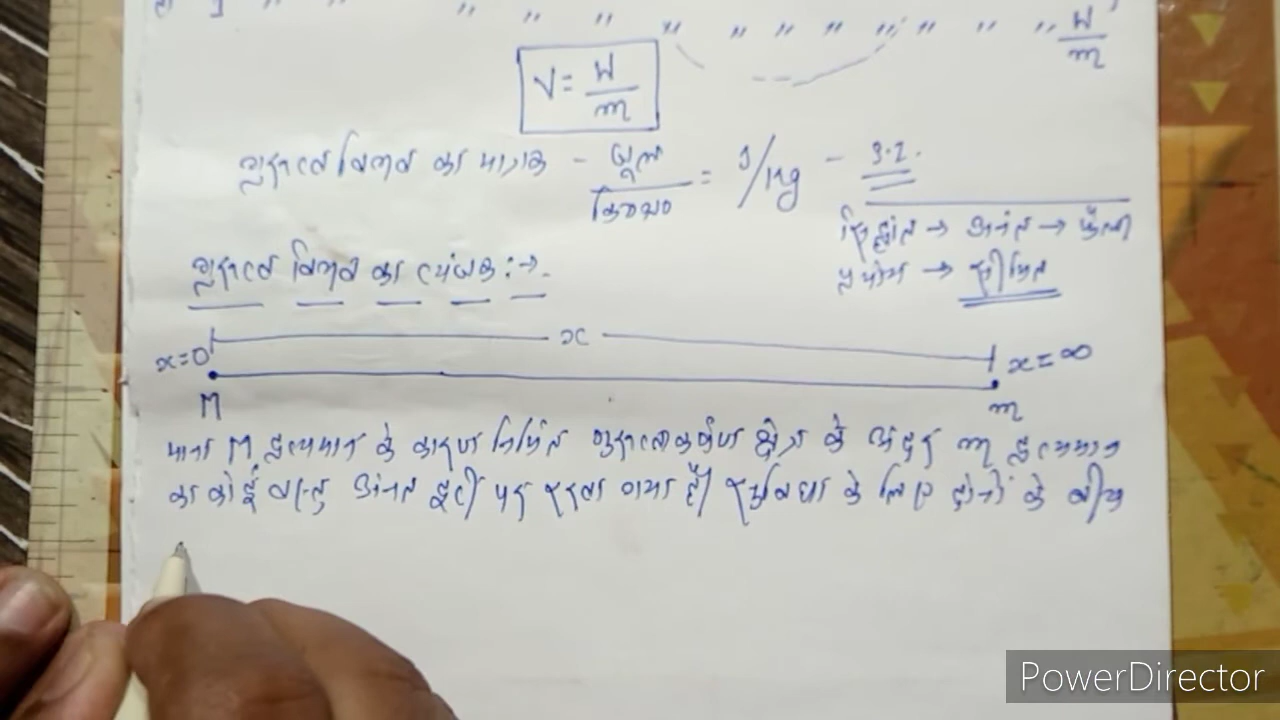 " " " " " " " " " " " W/m
V = W/m
गुरुत्वे विभव का मात्रक - जूल/किग्रा० = J/Kg - S.I.
सिद्धांत → अनंत → फैला
प्रयोग → सीमित
गुरुत्वे विभव का व्यंजक :→.
x
x=0 x=∞
M m
माना M द्रव्यमान के कारण निर्मित गुरुत्वाकर्षण क्षेत्र के अंदर m द्रव्यमान
का कोई वस्तु अनंत दूरी पर रखा गया है। सुविधा के लिए दोनों के बीच
PowerDirector